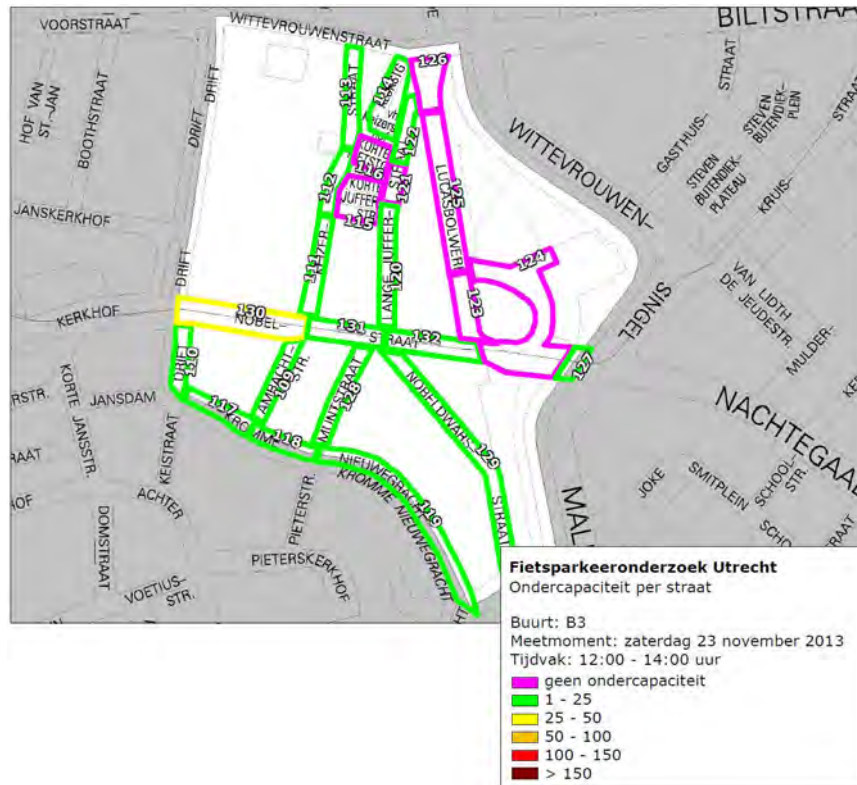 VOORSTRAAT
WITTEVROUWENSTRAAT
BILTSTRAAT
HOF VAN
ST.-JAN
BOOTHSTRAAT
DRIFT
DRIFT
JANSKERKHOF
DRIFT
KERKHOF
113
STRAAT
114
122
126
STRAAT
KORTE
116
121
KORTE
JUFFER
STR.
115
112
KEIZER
111
LANGE JUFFER-
120
LUCASBOLWERK
125
124
123
WITTEVROUWEN-
SINGEL
STRAAT
GASTHUIS-
STEVEN
BUTENDIEK-
PLEIN
STEVEN
BUTENDIEK-
PLATEAU
KRUIS-
VAN LIDTH
DE JEUDESTR.
MULDER-
130
NOBEL-
131
STRAAT
132
127
DRIFT
110
AMBACHT-
STR.
109
MUNTSTRAAT
128
NOBELDWARS-
129
STRAAT
117
KROMME
118
NIEUWEGRACHT
119
KROMME NIEUWEGRACHT
KORTE
JANSSTR.
JANSDAM
KEISTRAAT
ACHTER
DOMSTRAAT
PIETERSTR.
PIETERSKERKHOF
VOETIUS-
STR.
NACHTEGAAL
JOKE
SMITPLEIN
SCHOOL-
STR.
MAL
Fietsparkeeronderzoek Utrecht
Ondercapaciteit per straat
Buurt: B3
Meetmoment: zaterdag 23 november 2013
Tijdvak: 12:00 - 14:00 uur
geen ondercapaciteit
1 - 25
25 - 50
50 - 100
100 - 150
> 150